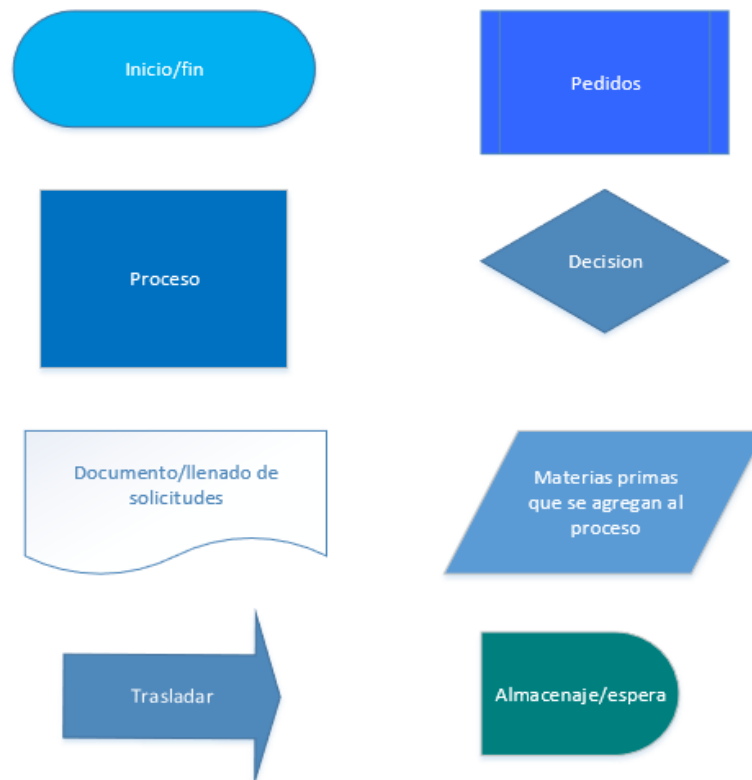 Inicio/fin
Pedidos
Proceso
Decision
Documento/llenado de
solicitudes
Materias primas
que se agregan al
proceso
Trasladar
Almacenaje/espera